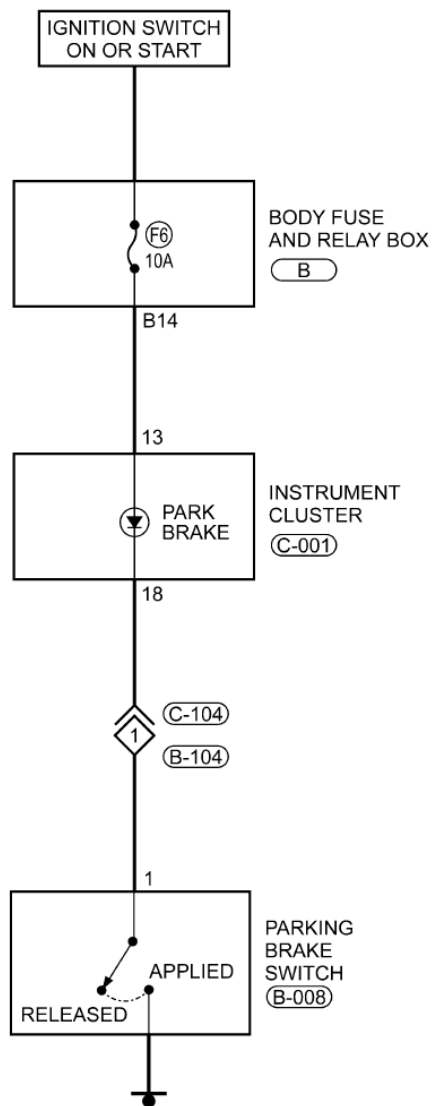 IGNITION SWITCH
ON OR START
F6
10A
BODY FUSE
AND RELAY BOX
B
B14
13
PARK
BRAKE
INSTRUMENT
CLUSTER
C-001
18
C-104
1
B-104
1
APPLIED
RELEASED
PARKING
BRAKE
SWITCH
B-008